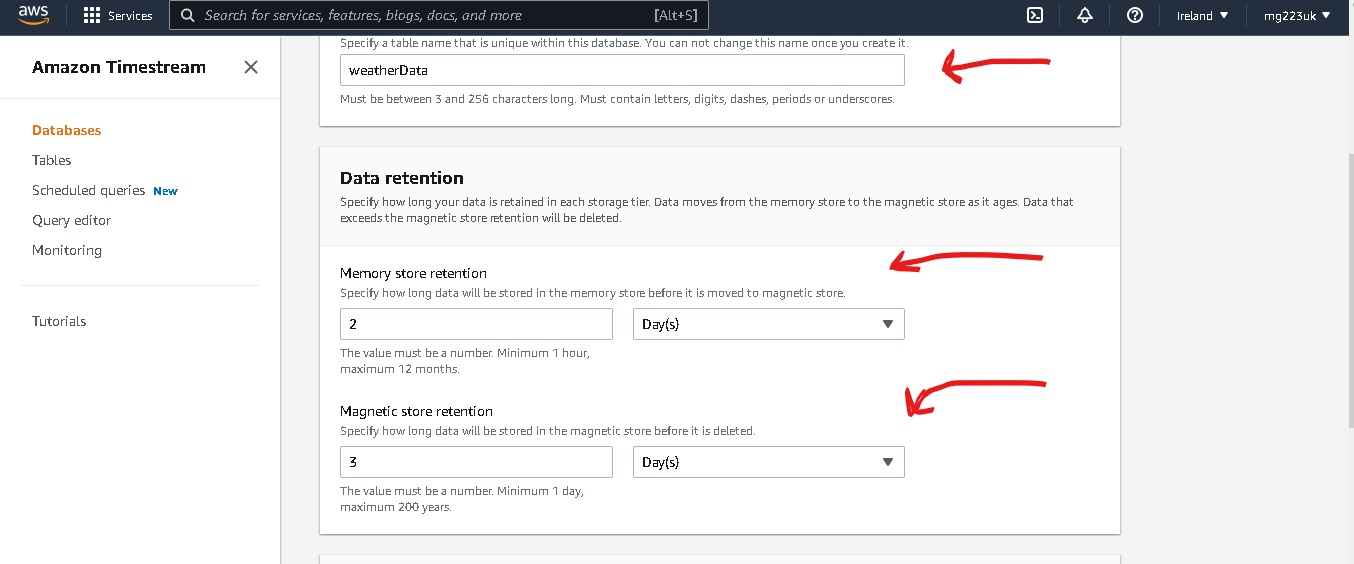 aws
Services
Search for services, features, blogs, docs, and more
[Alt+S]
Ireland ▼
mg223uk ▼
Amazon Timestream
Databases
Tables
Scheduled queries New
Query editor
Monitoring
Tutorials
Specify a table name that is unique within this database. You can not change this name once you create it.
weatherData
Must be between 3 and 256 characters long. Must contain letters, digits, dashes, periods or underscores.
Data retention
Specify how long your data is retained in each storage tier. Data moves from the memory store to the magnetic store as it ages. Data that
exceeds the magnetic store retention will be deleted.
Memory store retention
Specify how long data will be stored in the memory store before it is moved to magnetic store.
2
Day(s)
The value must be a number. Minimum 1 hour,
maximum 12 months.
Magnetic store retention
Specify how long data will be stored in the magnetic store before it is deleted.
3
Day(s)
The value must be a number. Minimum 1 day,
maximum 200 years.